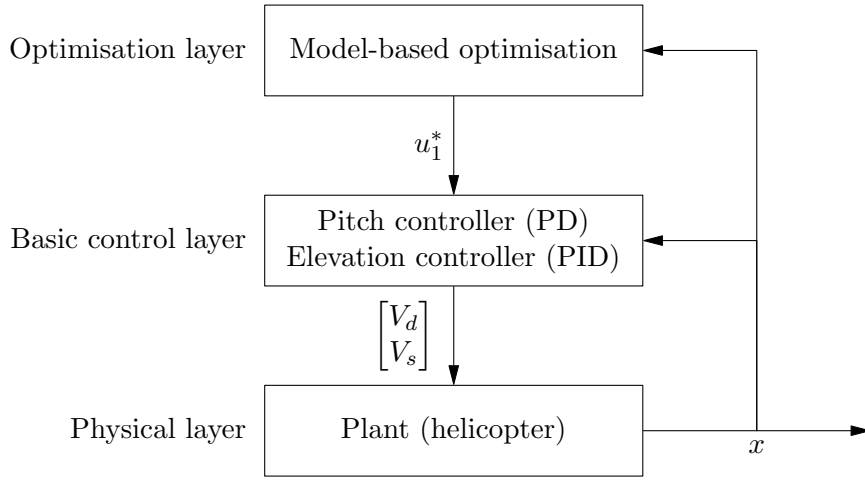 Optimisation layer
Model-based optimisation
u₁*
Basic control layer
Pitch controller (PD)
Elevation controller (PID)
[V_d
V_s]
Physical layer
Plant (helicopter)
x